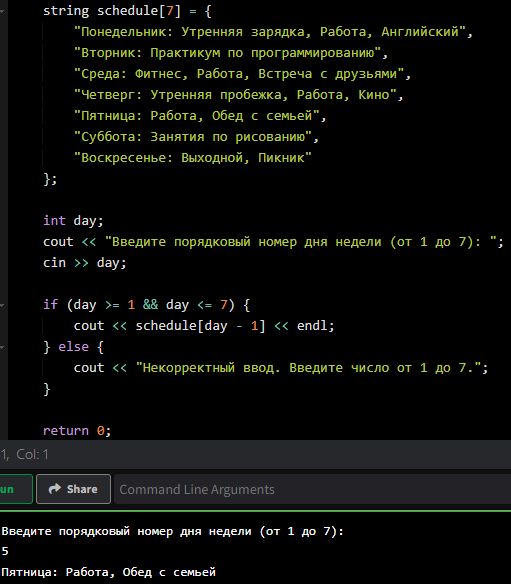 string schedule[7] = {
"Понедельник: Утренняя зарядка, Работа, Английский",
"Вторник: Практикум по программированию",
"Среда: Фитнес, Работа, Встреча с друзьями",
"Четверг: Утренняя пробежка, Работа, Кино",
"Пятница: Работа, Обед с семьей",
"Суббота: Занятия по рисованию",
"Воскресенье: Выходной, Пикник"
};
int day;
cout << "Введите порядковый номер дня недели (от 1 до 7): ";
cin >> day;
if (day >= 1 && day <= 7) {
cout << schedule[day - 1] << endl;
} else {
cout << "Некорректный ввод. Введите число от 1 до 7.";
}
return 0;
1, Col: 1
un Share Command Line Arguments
Введите порядковый номер дня недели (от 1 до 7):
5
Пятница: Работа, Обед с семьей